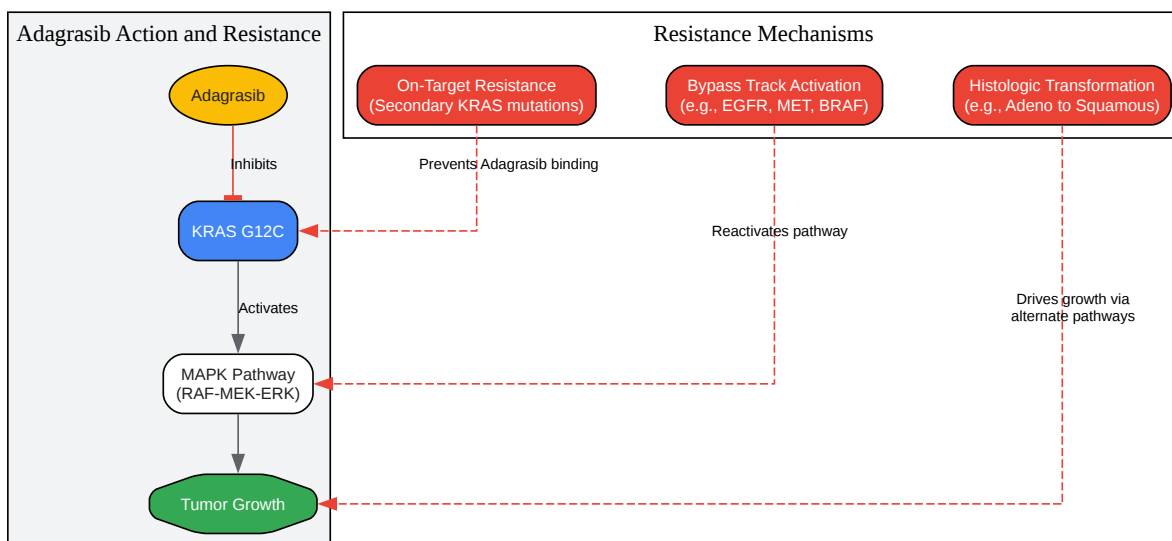 Adagrasib Action and Resistance
Resistance Mechanisms
Adagrasib
On-Target Resistance
(Secondary KRAS mutations)
Bypass Track Activation
(e.g., EGFR, MET, BRAF)
Histologic Transformation
(e.g., Adeno to Squamous)
Inhibits
Prevents Adagrasib binding
KRAS G12C
Reactivates pathway
Activates
Drives growth via
alternate pathways
MAPK Pathway
(RAF-MEK-ERK)
Tumor Growth